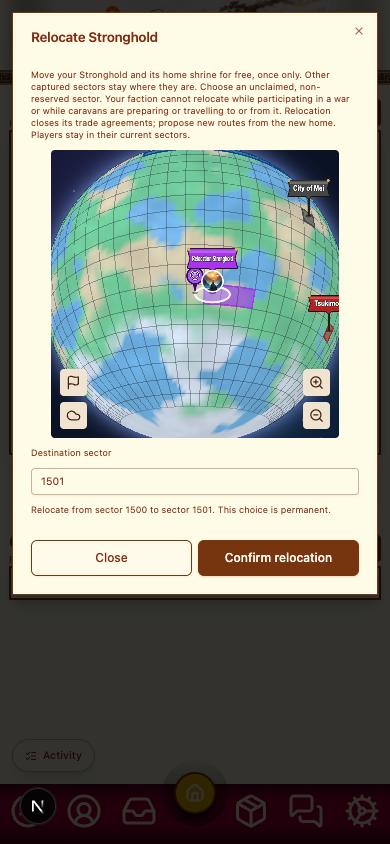 Relocate Stronghold
Move your Stronghold and its home shrine for free, once only. Other
captured sectors stay where they are. Choose an unclaimed, non-
reserved sector. Your faction cannot relocate while participating in a war
or while caravans are preparing or travelling to or from it. Relocation
closes its trade agreements; propose new routes from the new home.
Players stay in their current sectors.
City of Mei
Relocation Stronghold
Tsukimo
Destination sector
1501
Relocate from sector 1500 to sector 1501. This choice is permanent.
Close
Confirm relocation
Activity
N